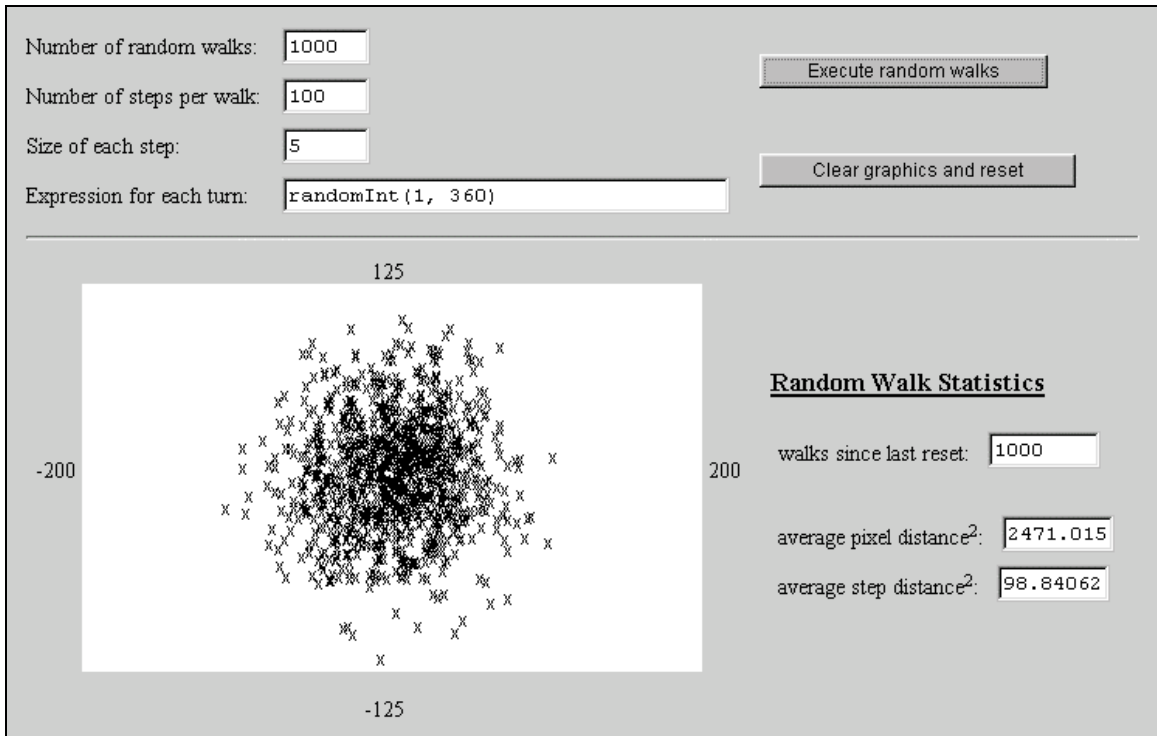 Number of random walks: 1000
Execute random walks
Number of steps per walk: 100
Size of each step: 5
Clear graphics and reset
Expression for each turn: randomInt(1, 360)
125
Random Walk Statistics
walks since last reset: 1000
-200
200
average pixel distance²: 2471.015
average step distance²: 98.84062
-125